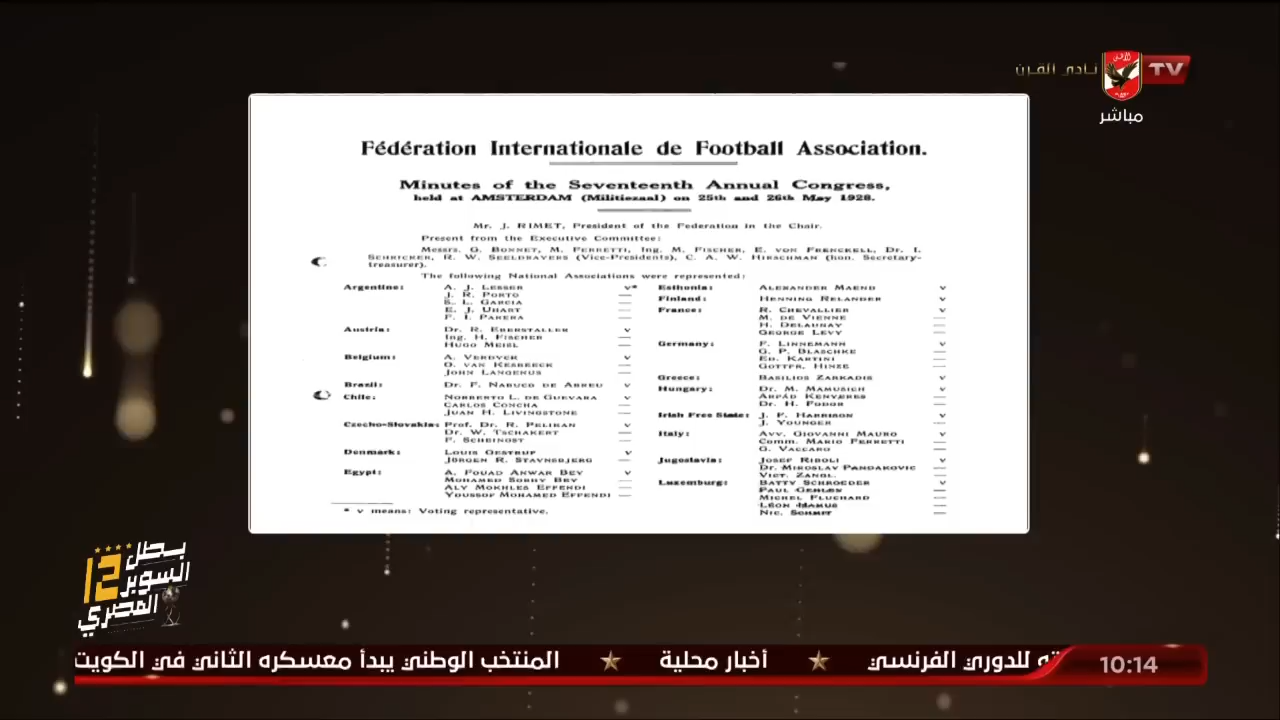 نادي القرن
TV
مباشر
Fédération Internationale de Football Association.
Minutes of the Seventeenth Annual Congress,
held at AMSTERDAM (Militiezaal) on 25th and 26th May 1928.
Mr. J. RIMET, President of the Federation in the Chair.
Present from the Executive Committee:
Messrs. G. BONNET, M. FERRETTI, Ing. M. FISCHER, E. VON FRENCKELL, Dr. I.
SCHRICKER, R. W. SEELDRAYERS (Vice-Presidents), C. A. W. HIRSCHMAN (hon. Secretary-
treasurer).
The following National Associations were represented:
Argentine: A. J. LESSER v*
J. R. PORTO —
S. L. GARCIA —
E. J. UHART —
F. I. PARERA —
Austria: Dr. R. EBERSTALLER v
Ing. H. FISCHER —
HUGO MEISL —
Belgium: A. VERDYCK v
O. VAN KESBEECK —
JOHN LANGENUS —
Brasil: Dr. F. NABUCO DE ABREU v
Chile: NORBERTO L. DE GUEVARA v
CARLOS CONCHA —
JUAN H. LIVINGSTONE —
Czecho-Slovakia: Prof. Dr. R. PELIKAN v
Dr. W. TSCHAKERT —
F. SCHEINOST —
Denmark: LOUIS OESTRUP v
JÖRGEN R. STAVNSBJERG —
Egypt: A. FOUAD ANWAR BEY v
MOHAMED SOBHY BEY —
ALY MOKHLES EFFENDI —
YOUSSOF MOHAMED EFFENDI —
* v means: Voting representative.
Esthonia: ALEXANDER MAEND v
Finland: HENNING RELANDER v
France: R. CHEVALLIER v
M. DE VIENNE —
H. DELAUNAY —
GEORGE LEVY —
Germany: F. LINNEMANN v
G. P. BLASCHKE —
ED. KARTINI —
GOTTFR. HINZE —
Greece: BASILIOS ZARKADIS v
Hungary: Dr. M. MAMUSICH v
ARPÁD KENYERES —
Dr. H. FODOR —
Irish Free State: J. F. HARRISON v
J. YOUNGER —
Italy: Avv. GIOVANNI MAURO v
Comm. MARIO FERRETTI —
G. VACCARO —
Jugoslavia: JOSEF RIBOLI v
Dr. MIROSLAV PANDAKOVIC —
VICT. ZANGL. —
Luxemburg: BATTY SCHROEDER v
PAUL —
MICHEL FLUCHARD —
LÉON —
NIC. SCHMIT —
بطل
12 السوبر
المصري
10:14 ته للدوري الفرنسي أخبار محلية المنتخب الوطني يبدأ معسكره الثاني في الكويت